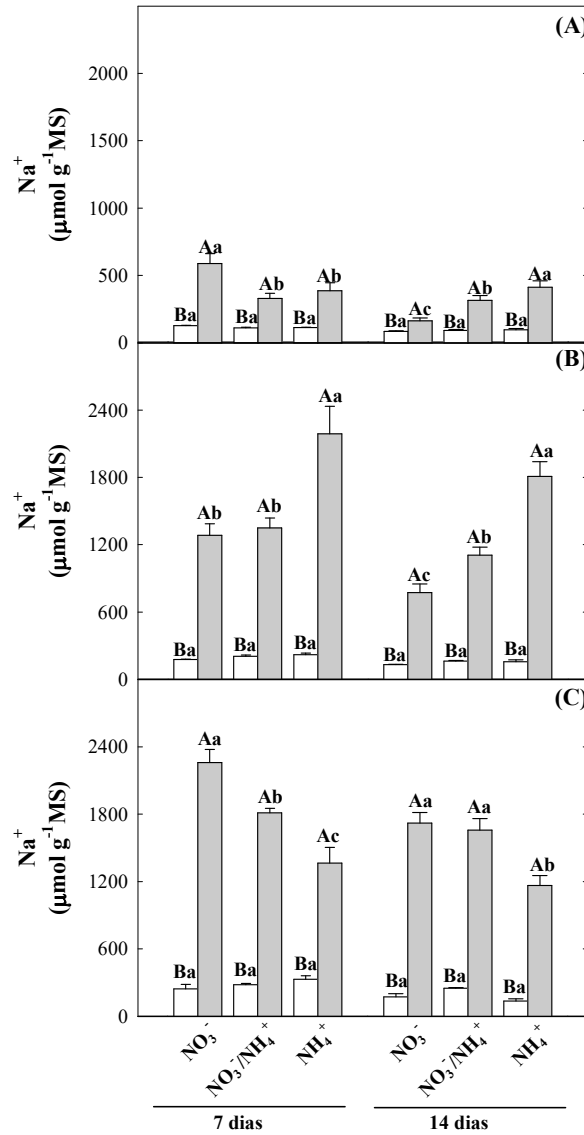 (A)
2000
1500
1000
500
0
Na⁺
(µmol g⁻¹MS)
Ba Aa Ba Ab Ba Ab Ba Ac Ba Ab Ba Aa
(B)
2400
1800
1200
600
0
Na⁺
(µmol g⁻¹MS)
Ba Ab Ba Ab Ba Aa Ba Ac Ba Ab Ba Aa
(C)
2400
1800
1200
600
0
Na⁺
(µmol g⁻¹MS)
Ba Aa Ba Ab Ba Ac Ba Aa Ba Aa Ba Ab
NO₃⁻ NO₃⁻/NH₄⁺ NH₄⁺ NO₃⁻ NO₃⁻/NH₄⁺ NH₄⁺
7 dias 14 dias